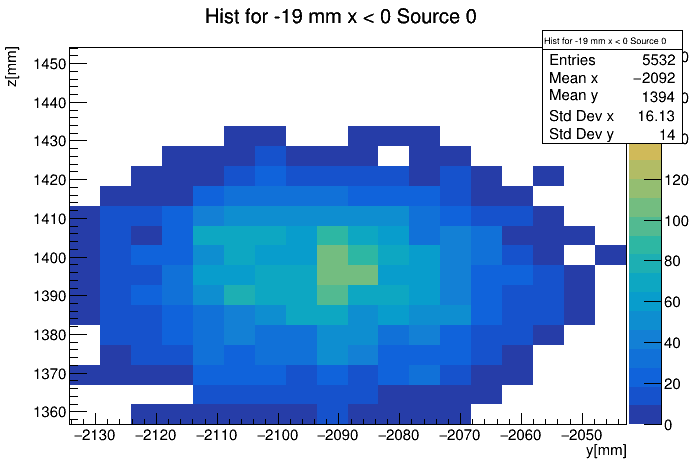 Hist for -19 mm x < 0 Source 0
Hist for -19 mm x < 0 Source 0
Entries 5532
Mean x −2092
Mean y 1394
Std Dev x 16.13
Std Dev y 14
z[mm]
1450
1440
1430
1420
1410
1400
1390
1380
1370
1360
−2130 −2120 −2110 −2100 −2090 −2080 −2070 −2060 −2050
y[mm]
120
100
80
60
40
20
0